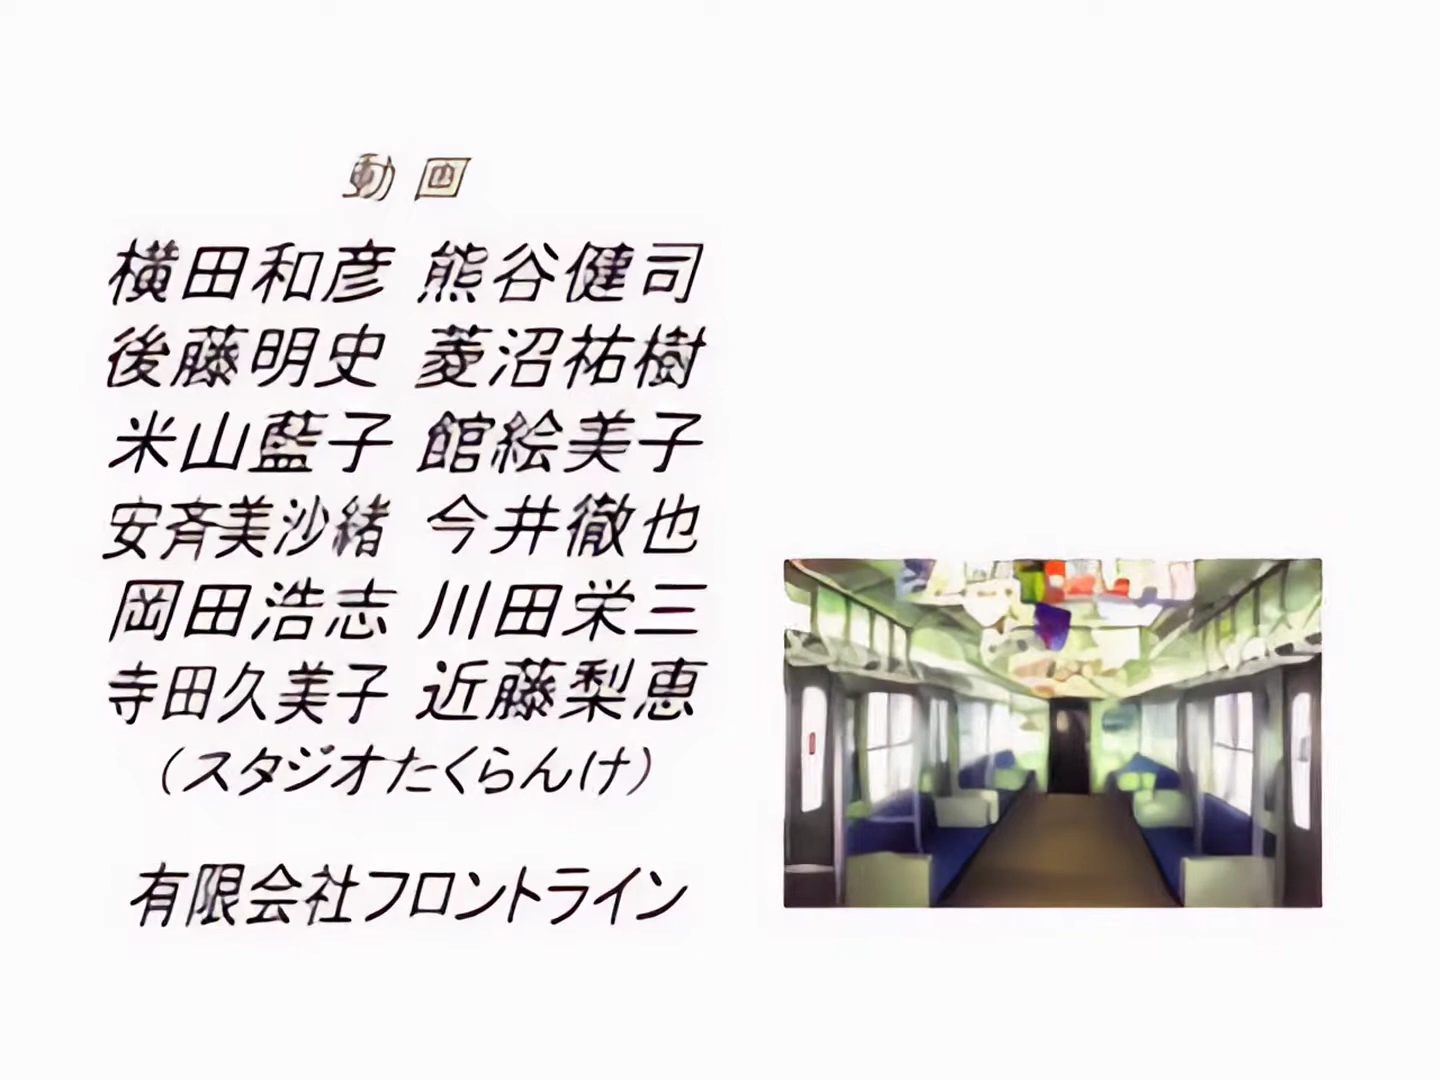 動画
横田和彦 熊谷健司
後藤明史 菱沼祐樹
米山藍子 館絵美子
安斉美沙緒 今井徹也
岡田浩志 川田栄三
寺田久美子 近藤梨恵
（スタジオたくらんけ）
有限会社フロントライン